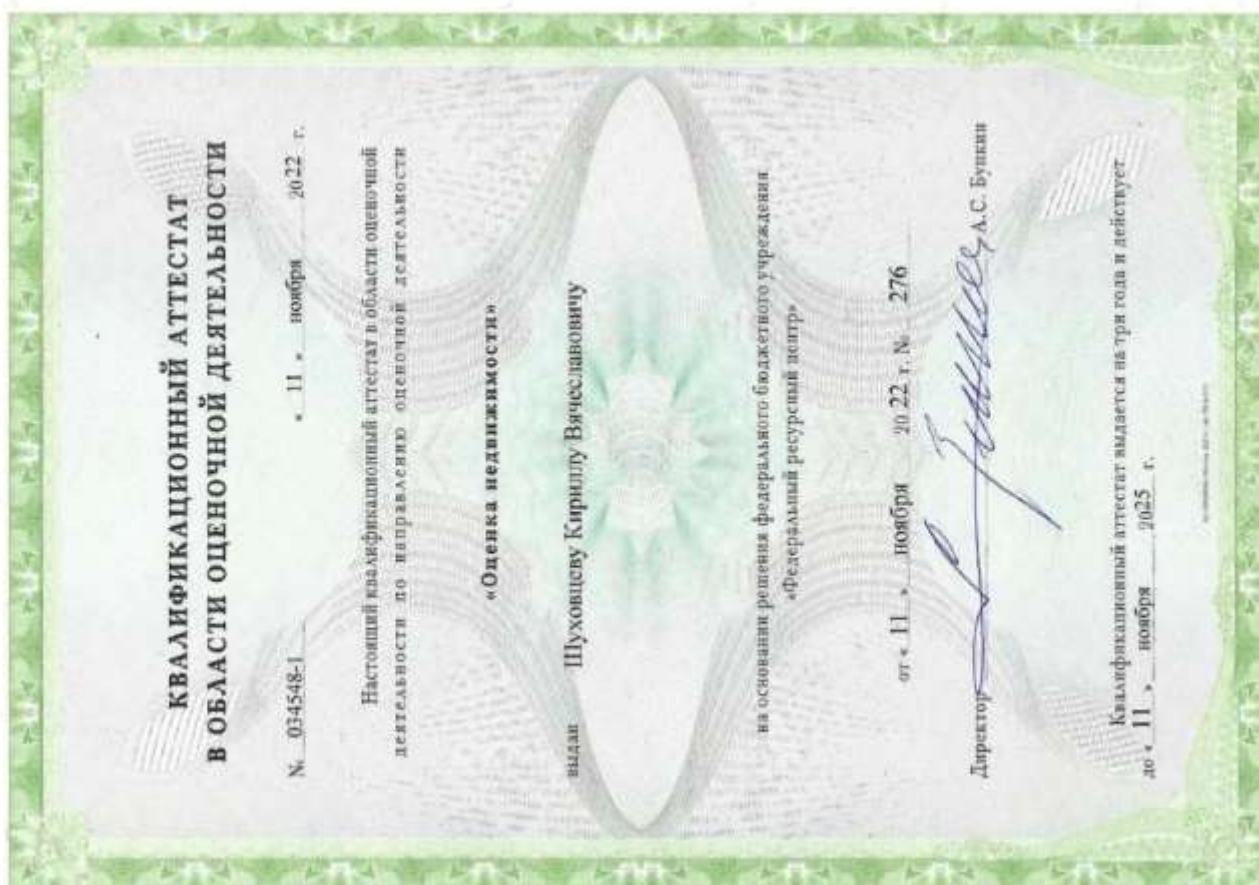 КВАЛИФИКАЦИОННЫЙ АТТЕСТАТ
В ОБЛАСТИ ОЦЕНОЧНОЙ ДЕЯТЕЛЬНОСТИ
№ 034548-1 « 11 » ноября 2022 г.
Настоящий квалификационный аттестат в области оценочной
деятельности по направлению оценочной деятельности
«Оценка недвижимости»
выдан Шуховцеву Кириллу Вячеславовичу
на основании решения федерального бюджетного учреждения
«Федеральный ресурсный центр»
от « 11 » ноября 2022 г. № 276
Директор А.С. Бункин
Квалификационный аттестат выдается на три года и действует
до « 11 » ноября 2025 г.